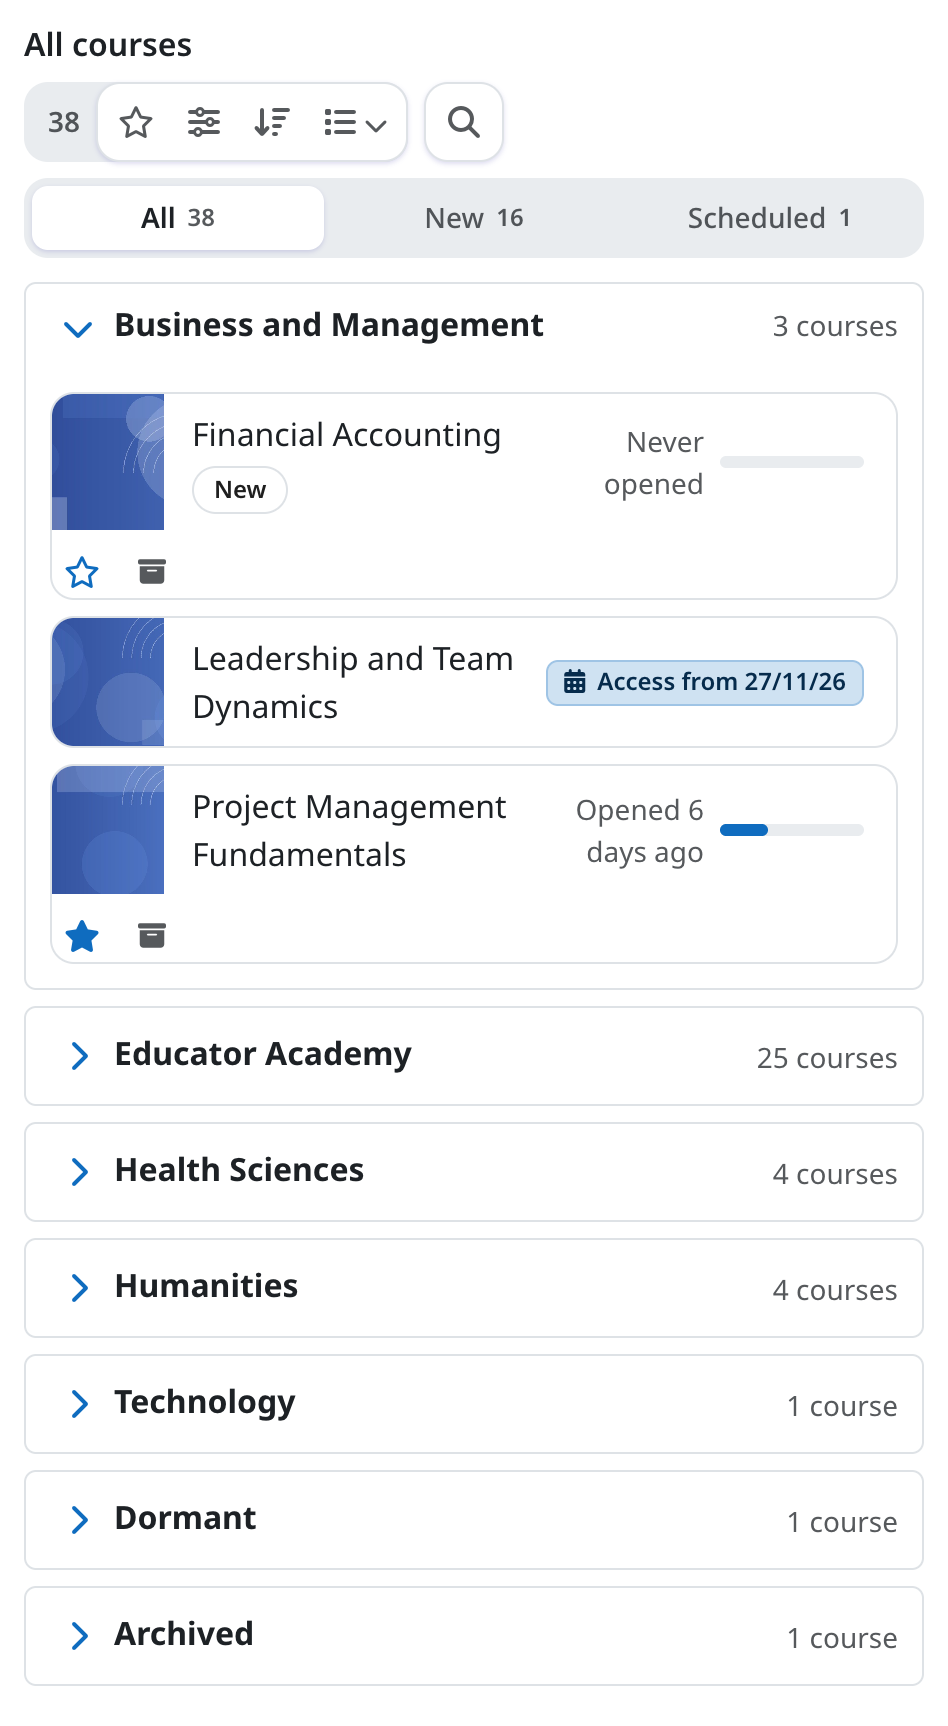 All courses
38
All 38
New 16
Scheduled 1
Business and Management
3 courses
Financial Accounting
New
Never
opened
Leadership and Team
Dynamics
Access from 27/11/26
Project Management
Fundamentals
Opened 6
days ago
Educator Academy
25 courses
Health Sciences
4 courses
Humanities
4 courses
Technology
1 course
Dormant
1 course
Archived
1 course